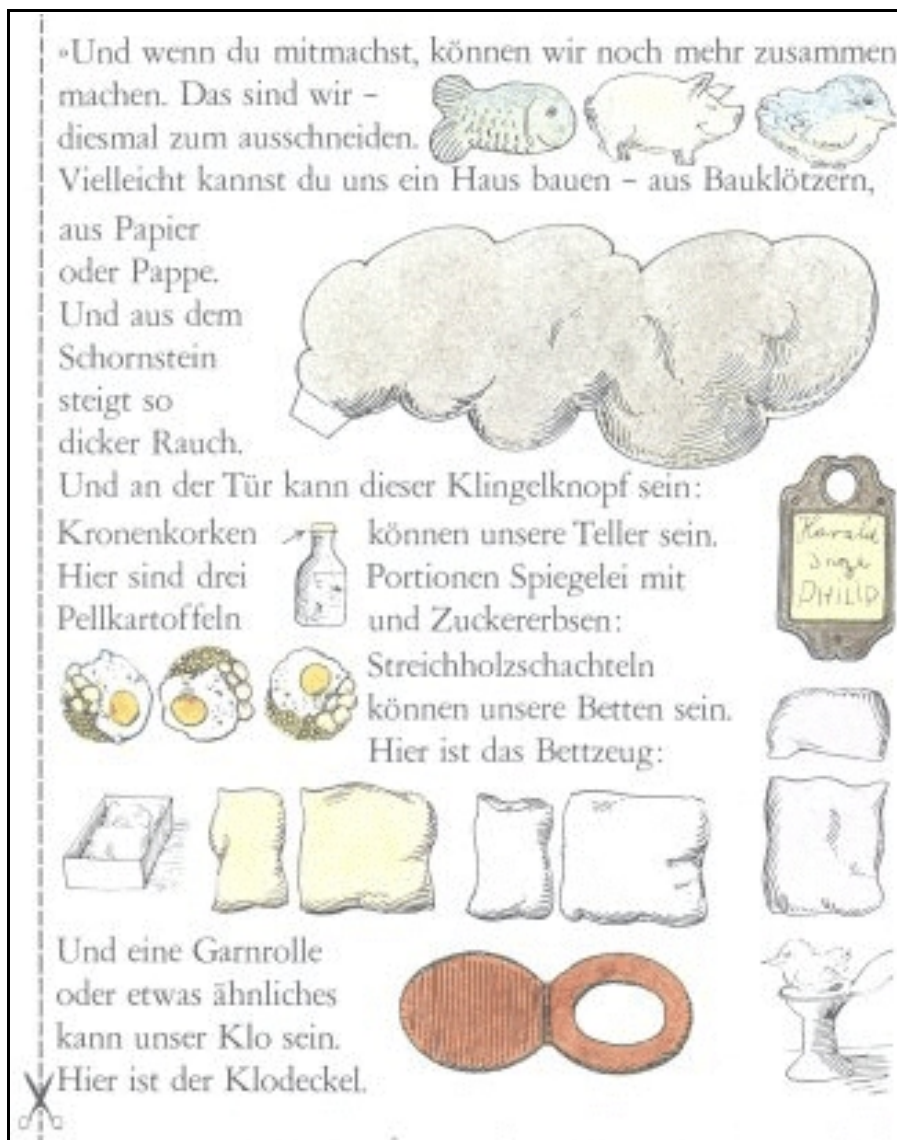 »Und wenn du mitmachst, können wir noch mehr zusammen
machen. Das sind wir –
diesmal zum ausschneiden.
Vielleicht kannst du uns ein Haus bauen – aus Bauklötzern,
aus Papier
oder Pappe.
Und aus dem
Schornstein
steigt so
dicker Rauch.
Und an der Tür kann dieser Klingelknopf sein:
Harald
Inge
PHILIP
Kronenkorken können unsere Teller sein.
Hier sind drei Portionen Spiegelei mit
Pellkartoffeln und Zuckererbsen:
Streichholzschachteln
können unsere Betten sein.
Hier ist das Bettzeug:
Und eine Garnrolle
oder etwas ähnliches
kann unser Klo sein.
Hier ist der Klodeckel.